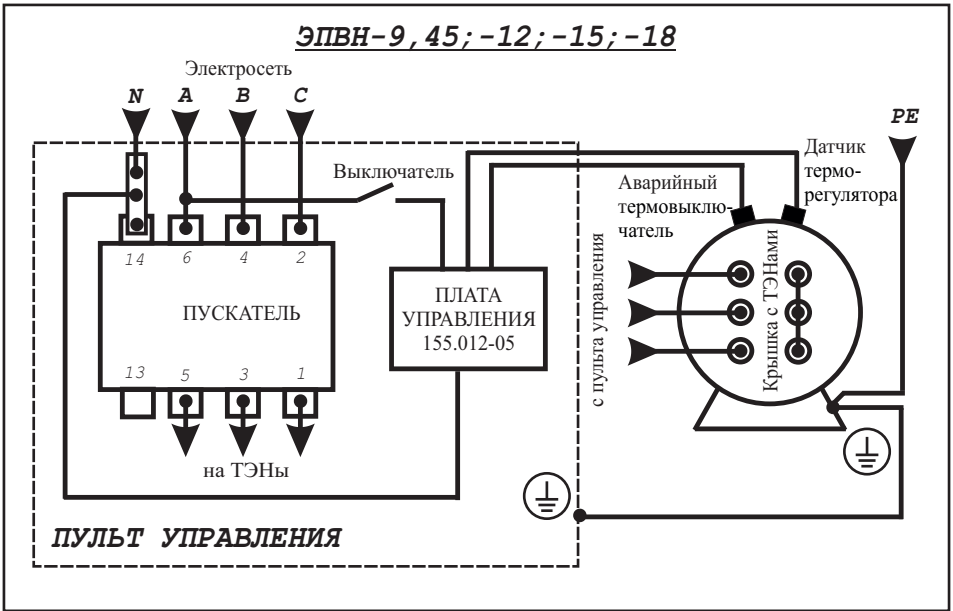 ЭПВН-9,45;-12;-15;-18
Электросеть
N A B C
PE
Выключатель
Аварийный
термовыклю-
чатель
Датчик
термо-
регулятора
14 6 4 2
ПУСКАТЕЛЬ
13 5 3 1
на ТЭНы
ПЛАТА
УПРАВЛЕНИЯ
155.012-05
с пульта управления
Крышка с ТЭНами
ПУЛЬТ УПРАВЛЕНИЯ